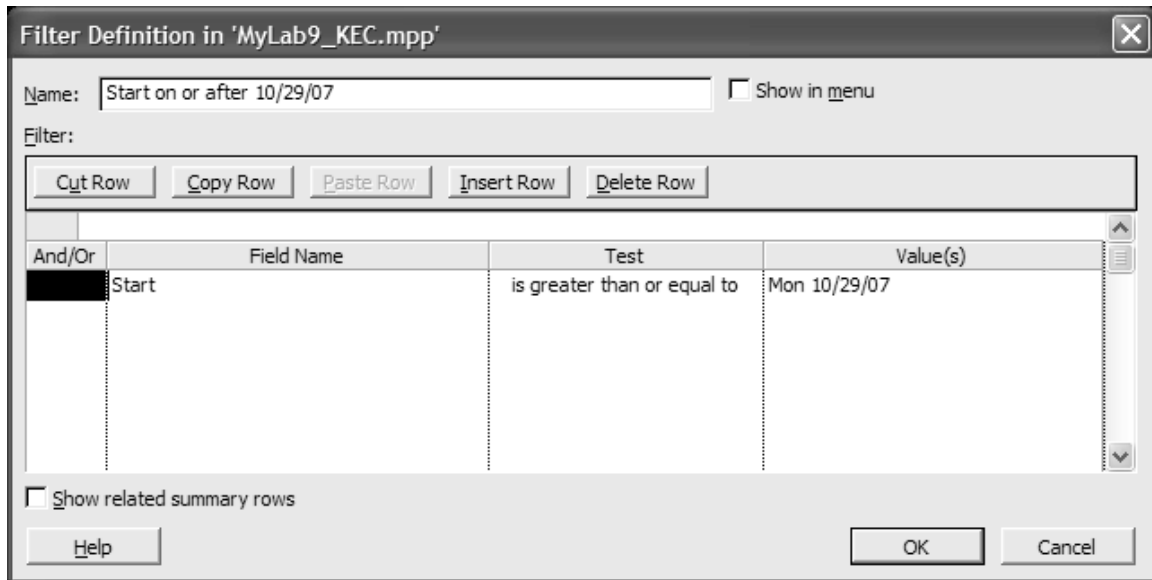 Filter Definition in 'MyLab9_KEC.mpp'
Name: Start on or after 10/29/07 Show in menu
Filter:
Cut Row Copy Row Paste Row Insert Row Delete Row
And/Or Field Name Test Value(s)
Start is greater than or equal to Mon 10/29/07
Show related summary rows
Help OK Cancel